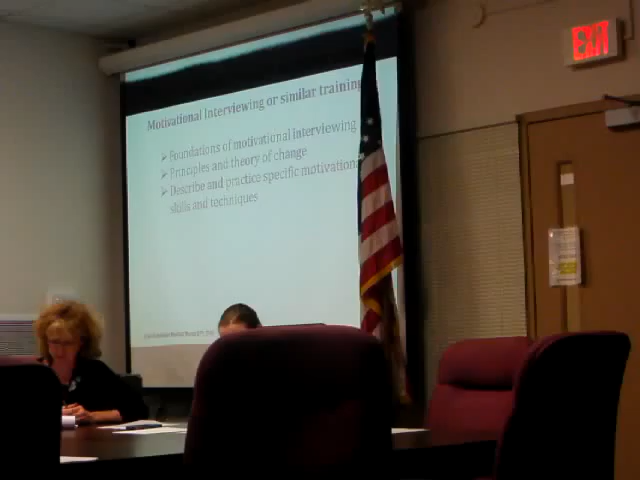 Motivational Interviewing or similar training
➢ Foundations of motivational interviewing
➢ Principles and theory of change
➢ Describe and practice specific motivationa
skills and techniques
EXIT